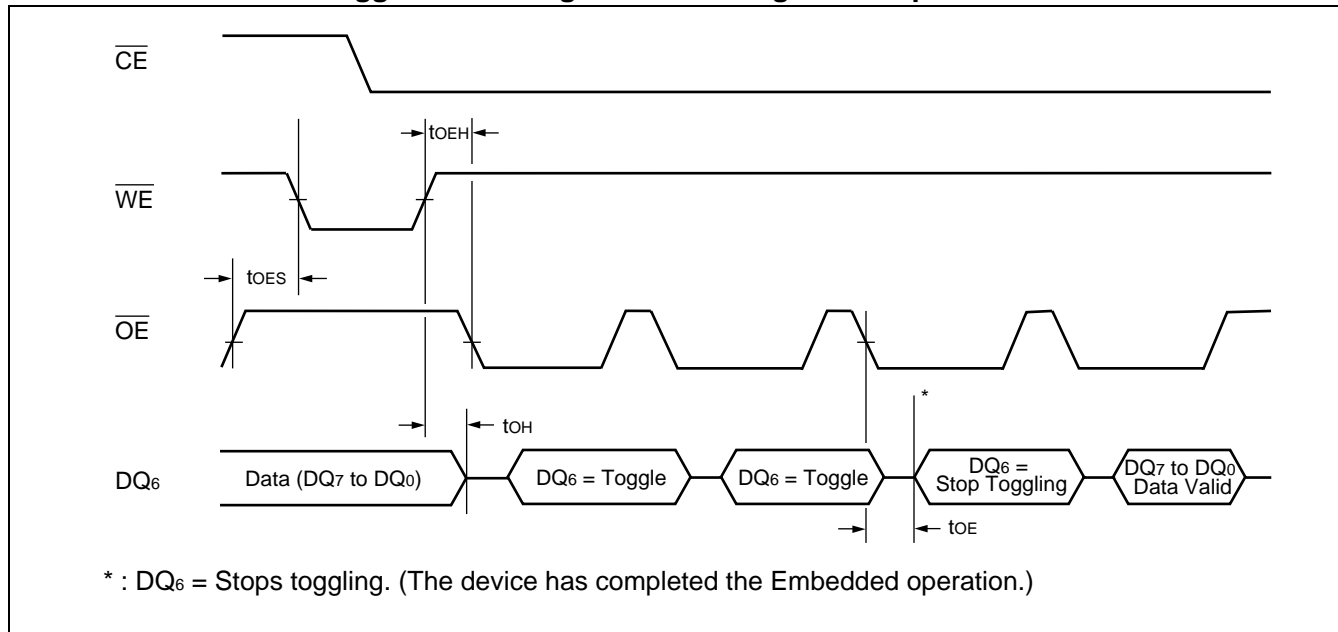 CE
tOEH
WE
tOES
OE
*
tOH
DQ6
Data (DQ7 to DQ0)
DQ6 = Toggle
DQ6 = Toggle
DQ6 =
Stop Toggling
DQ7 to DQ0
Data Valid
tOE
* : DQ6 = Stops toggling. (The device has completed the Embedded operation.)